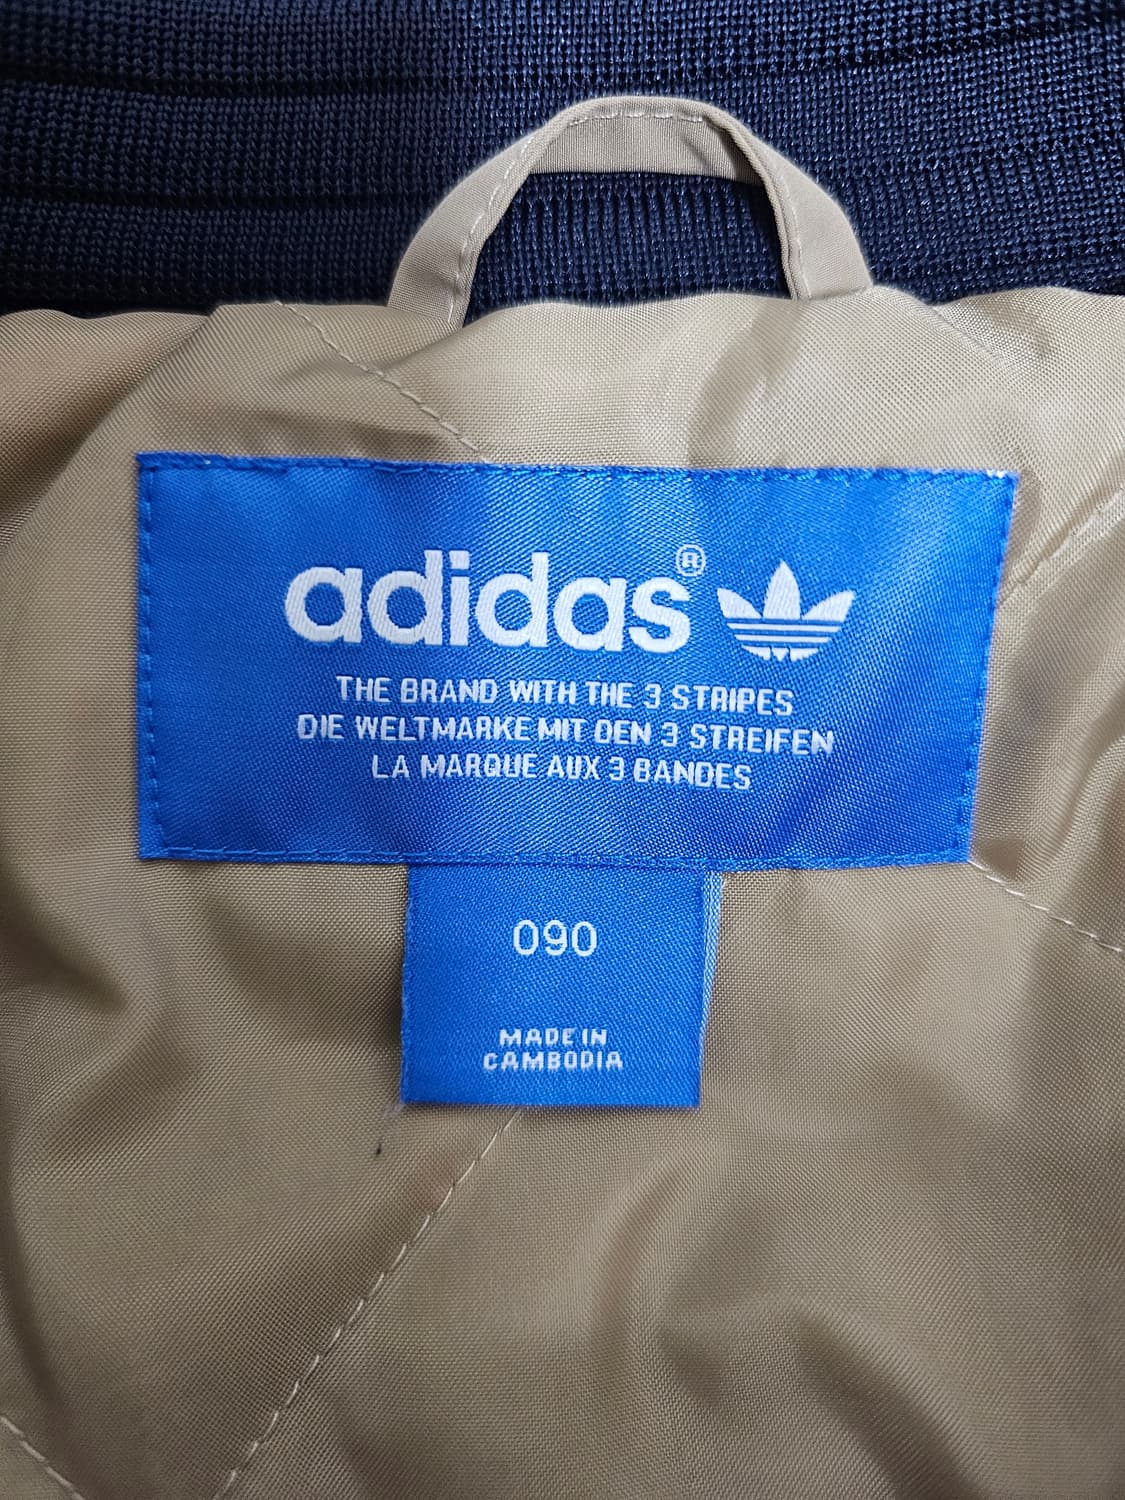 adidas®
THE BRAND WITH THE 3 STRIPES
DIE WELTMARKE MIT DEN 3 STREIFEN
LA MARQUE AUX 3 BANDES
090
MADE IN
CAMBODIA